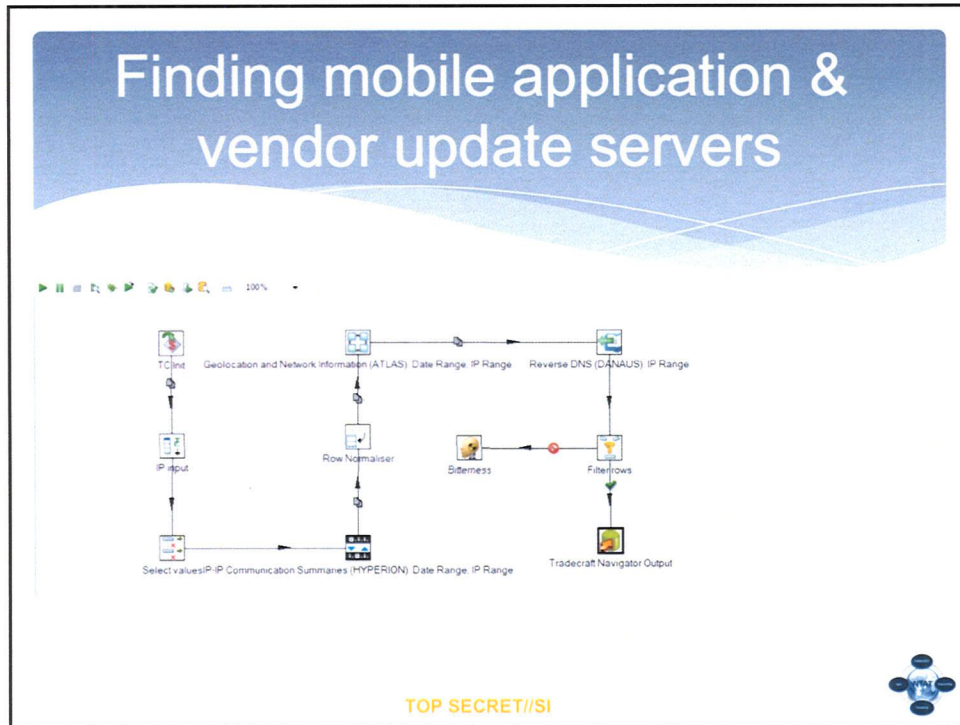 Finding mobile application &
vendor update servers
100%
TC Init
Geolocation and Network Information (ATLAS). Date Range. IP Range
Reverse DNS (DANAUS). IP Range
IP input
Row Normaliser
Bitterness
Filter rows
Select values
IP-IP Communication Summaries (HYPERION). Date Range. IP Range
Tradecraft Navigator Output
NTAT
TOP SECRET//SI